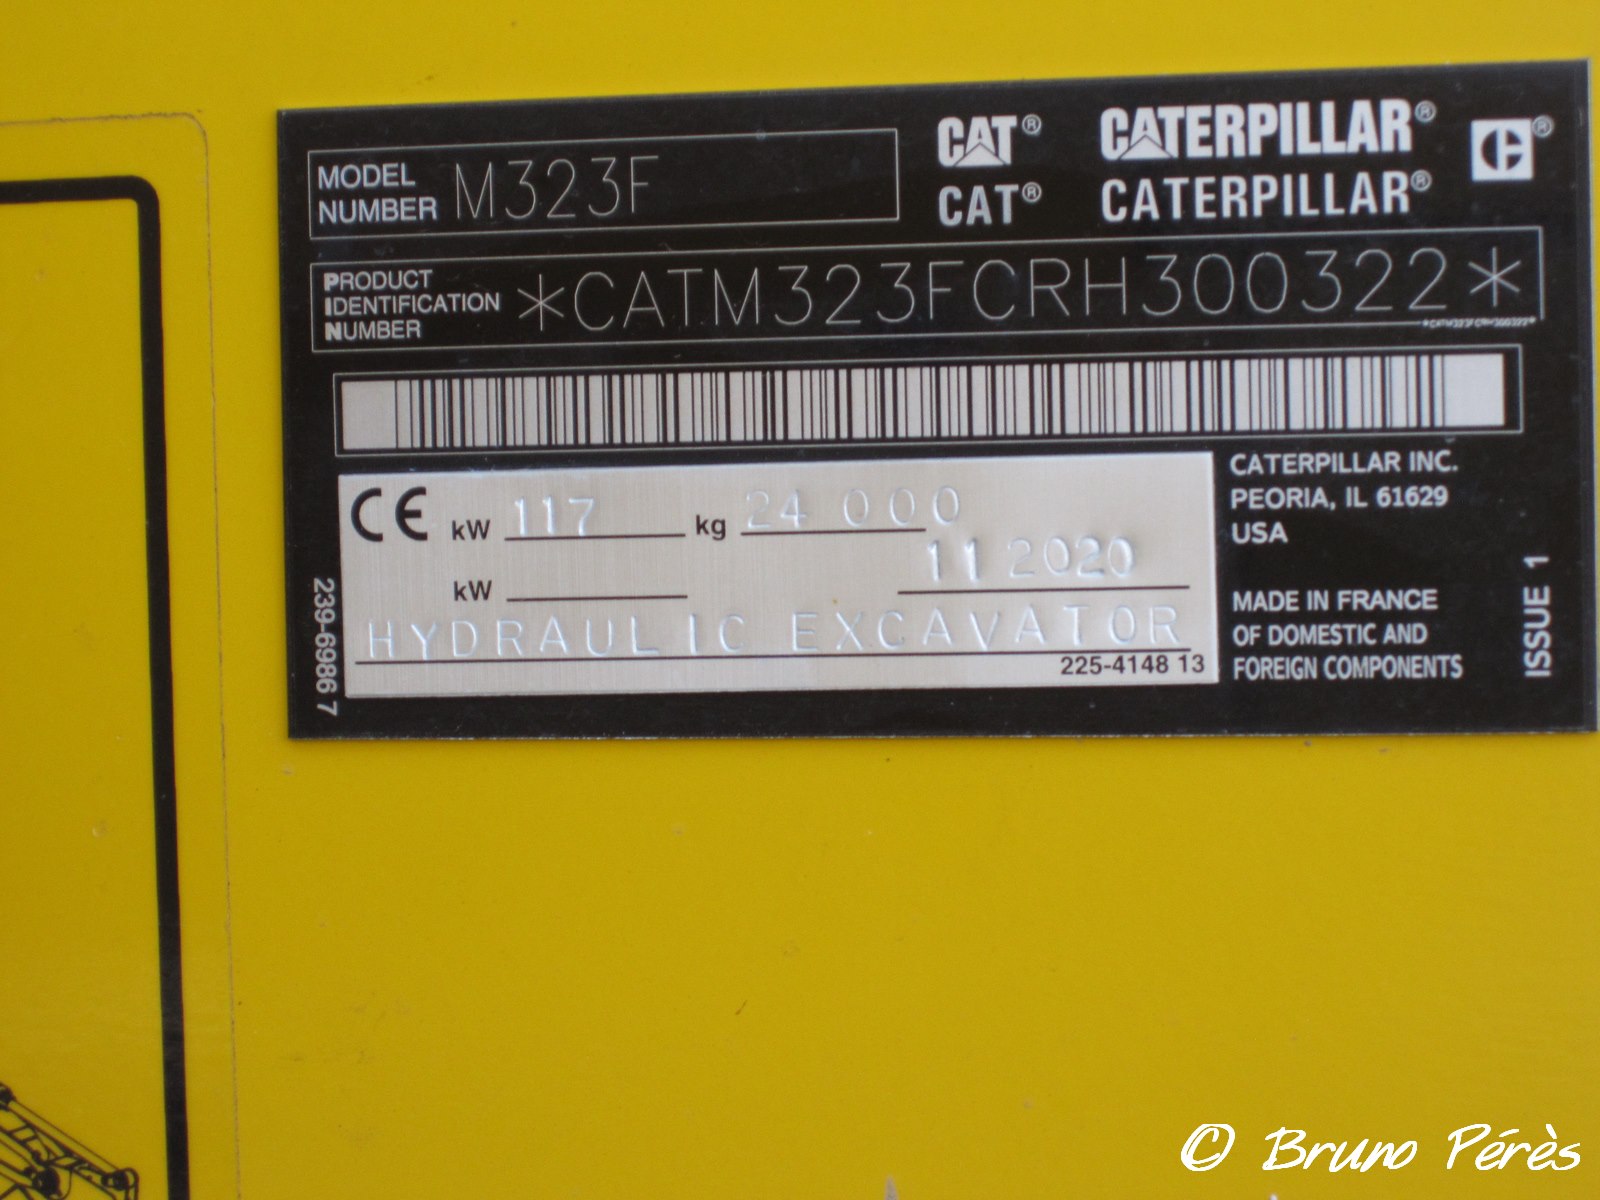 MODEL
NUMBER M323F
CAT® CATERPILLAR® ®
CAT® CATERPILLAR®
PRODUCT
IDENTIFICATION
NUMBER
*CATM323FCRH300322*
*CATM323FCRH300322*
CE kW 117 kg 24 000
11 2020
kW
HYDRAULIC EXCAVATOR
225-4148 13
239-6986 7
CATERPILLAR INC.
PEORIA, IL 61629
USA
MADE IN FRANCE
OF DOMESTIC AND
FOREIGN COMPONENTS
ISSUE 1
© Bruno Pérès